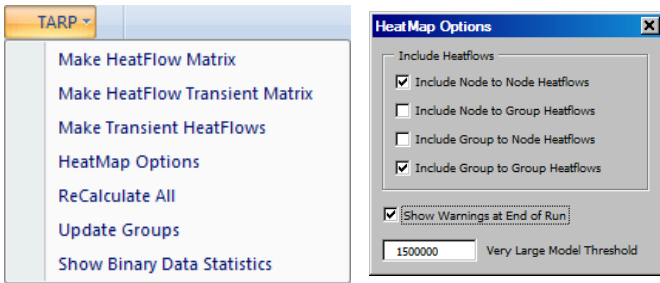 TARP
Make HeatFlow Matrix
Make HeatFlow Transient Matrix
Make Transient HeatFlows
HeatMap Options
ReCalculate All
Update Groups
Show Binary Data Statistics
HeatMap Options
Include Heatflows
Include Node to Node Heatflows
Include Node to Group Heatflows
Include Group to Node Heatflows
Include Group to Group Heatflows
Show Warnings at End of Run
1500000 Very Large Model Threshold